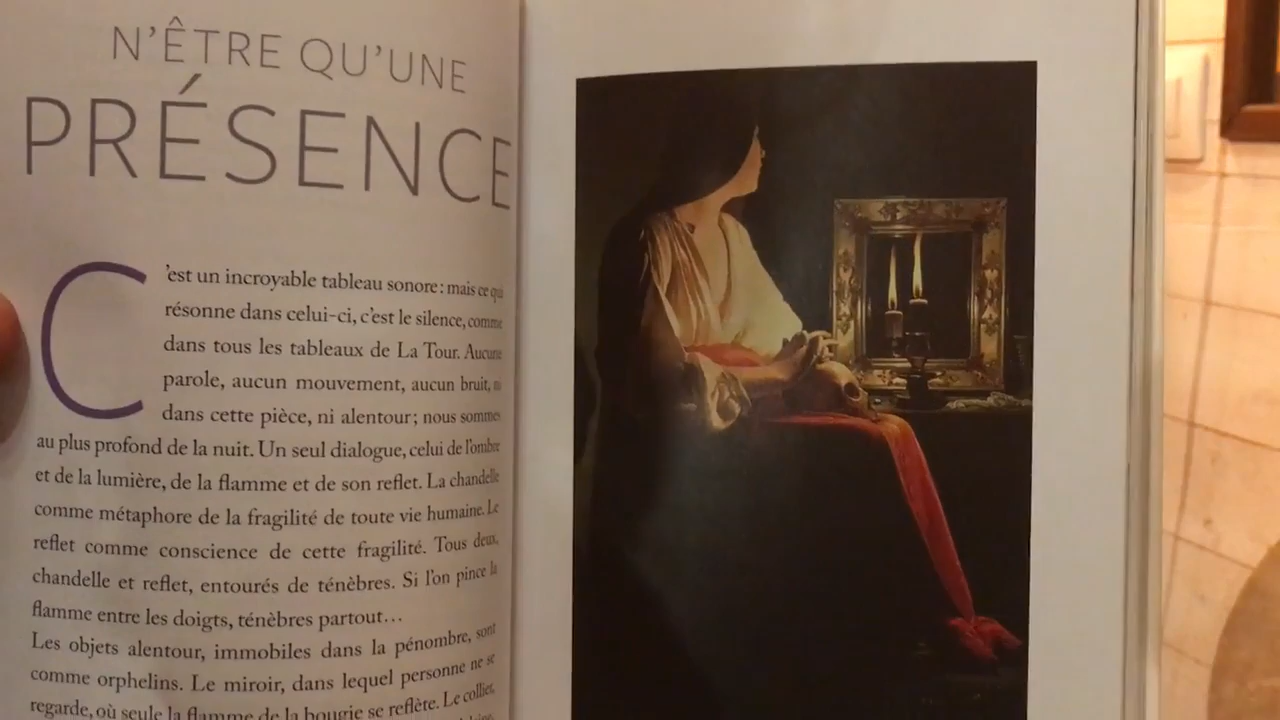 N'ÊTRE QU'UNE
PRÉSENCE
C'est un incroyable tableau sonore : mais ce qui
résonne dans celui-ci, c'est le silence, comme
dans tous les tableaux de La Tour. Aucune
parole, aucun mouvement, aucun bruit, ni
dans cette pièce, ni alentour ; nous sommes
au plus profond de la nuit. Un seul dialogue, celui de l'ombre
et de la lumière, de la flamme et de son reflet. La chandelle
comme métaphore de la fragilité de toute vie humaine. Le
reflet comme conscience de cette fragilité. Tous deux,
chandelle et reflet, entourés de ténèbres. Si l'on pince la
flamme entre les doigts, ténèbres partout…
Les objets alentour, immobiles dans la pénombre, sont
comme orphelins. Le miroir, dans lequel personne ne se
regarde, où seule la flamme de la bougie se reflète. Le collier,